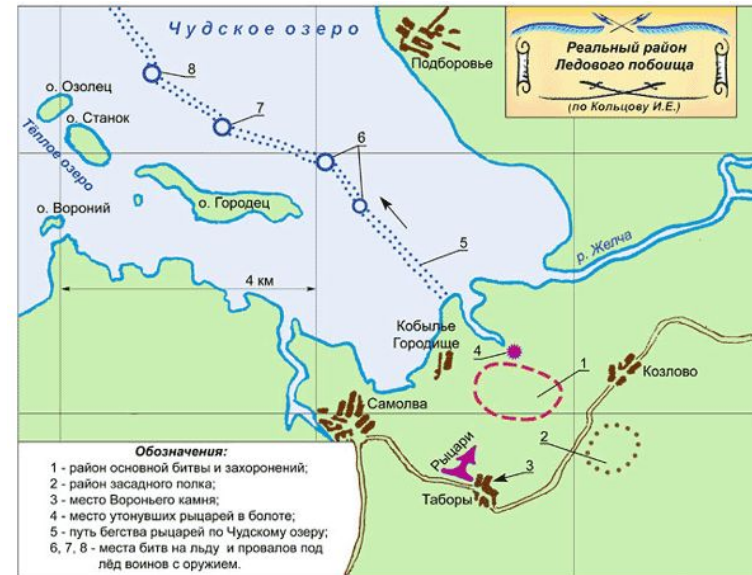 Чудское озеро
Реальный район
Ледового побоища
(по Кольцову И.Е.)
Подборовье
8
о. Озолец
7
о. Станок
6
Тёплое озеро
о. Городец
о. Вороний
5
р. Желча
4 км
Кобылье
Городище
4
1
Козлово
Самолва
2
Рыцари
3
Таборы
Обозначения:
1 - район основной битвы и захоронений;
2 - район засадного полка;
3 - место Вороньего камня;
4 - место утонувших рыцарей в болоте;
5 - путь бегства рыцарей по Чудскому озеру;
6, 7, 8 - места битв на льду и провалов под
лёд воинов с оружием.